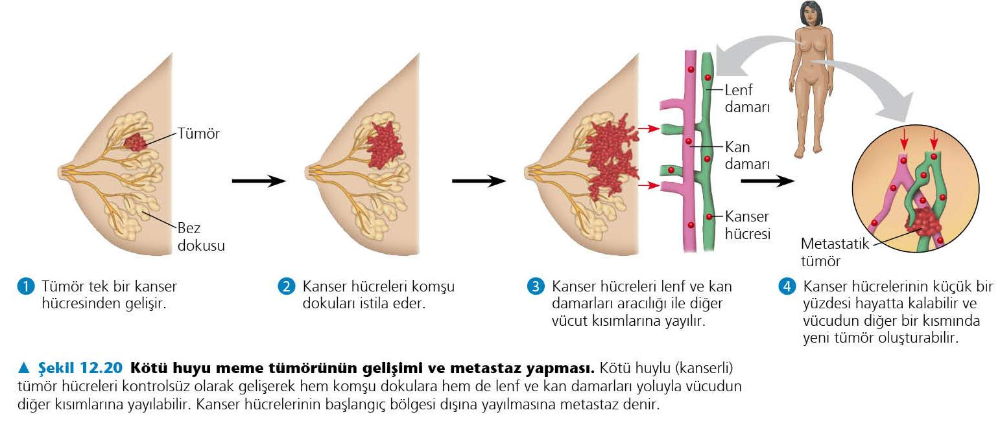 Tümör
Bez
dokusu
Lenf
damarı
Kan
damarı
Kanser
hücresi
Metastatik
tümör
1 Tümör tek bir kanser
hücresinden gelişir.
2 Kanser hücreleri komşu
dokuları istila eder.
3 Kanser hücreleri lenf ve kan
damarları aracılığı ile diğer
vücut kısımlarına yayılır.
4 Kanser hücrelerinin küçük bir
yüzdesi hayatta kalabilir ve
vücudun diğer bir kısmında
yeni tümör oluşturabilir.
▲ Şekil 12.20 Kötü huyu meme tümörünün gelişimi ve metastaz yapması. Kötü huylu (kanserli)
tümör hücreleri kontrolsüz olarak gelişerek hem komşu dokulara hem de lenf ve kan damarları yoluyla vücudun
diğer kısımlarına yayılabilir. Kanser hücrelerinin başlangıç bölgesi dışına yayılmasına metastaz denir.